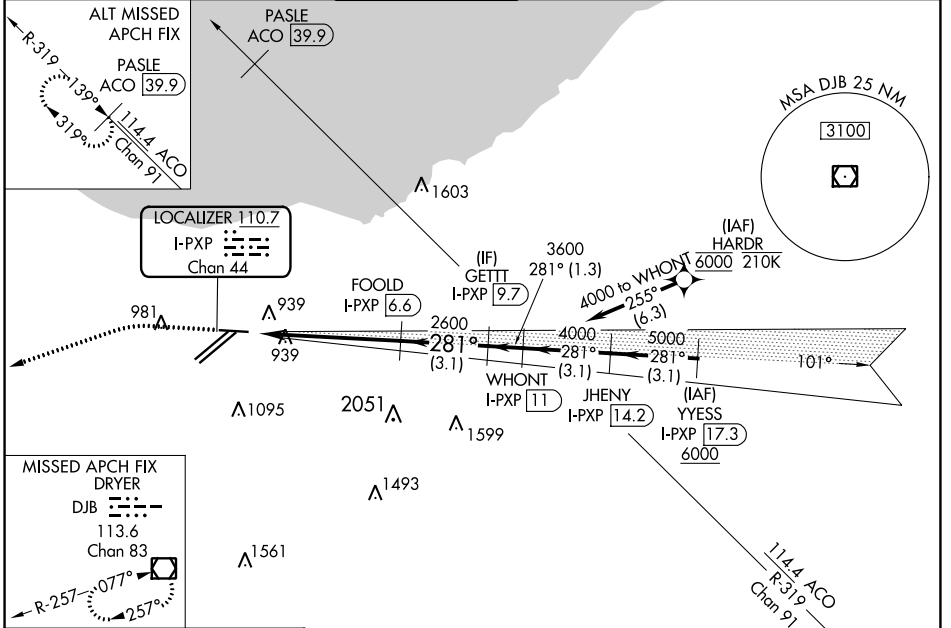 ALT MISSED
APCH FIX
PASLE
ACO 39.9
R-319
139°
319°
114.4 ACO
Chan 91
PASLE
ACO 39.9
MSA DJB 25 NM
3100
1603
LOCALIZER 110.7
I-PXP
Chan 44
(IAF)
HARDR
6000 210K
4000 to WHONT
255°
(6.3)
3600
281° (1.3)
(IF)
GETTT
I-PXP 9.7
FOOLD
I-PXP 6.6
981
939
939
2600
281°
(3.1)
4000
281°
(3.1)
5000
281°
(3.1)
101°
WHONT
I-PXP 11
JHENY
I-PXP 14.2
(IAF)
YYESS
I-PXP 17.3
6000
1095
2051
1599
1493
1561
MISSED APCH FIX
DRYER
DJB
113.6
Chan 83
R-257
077°
257°
114.4 ACO
R-319
Chan 91